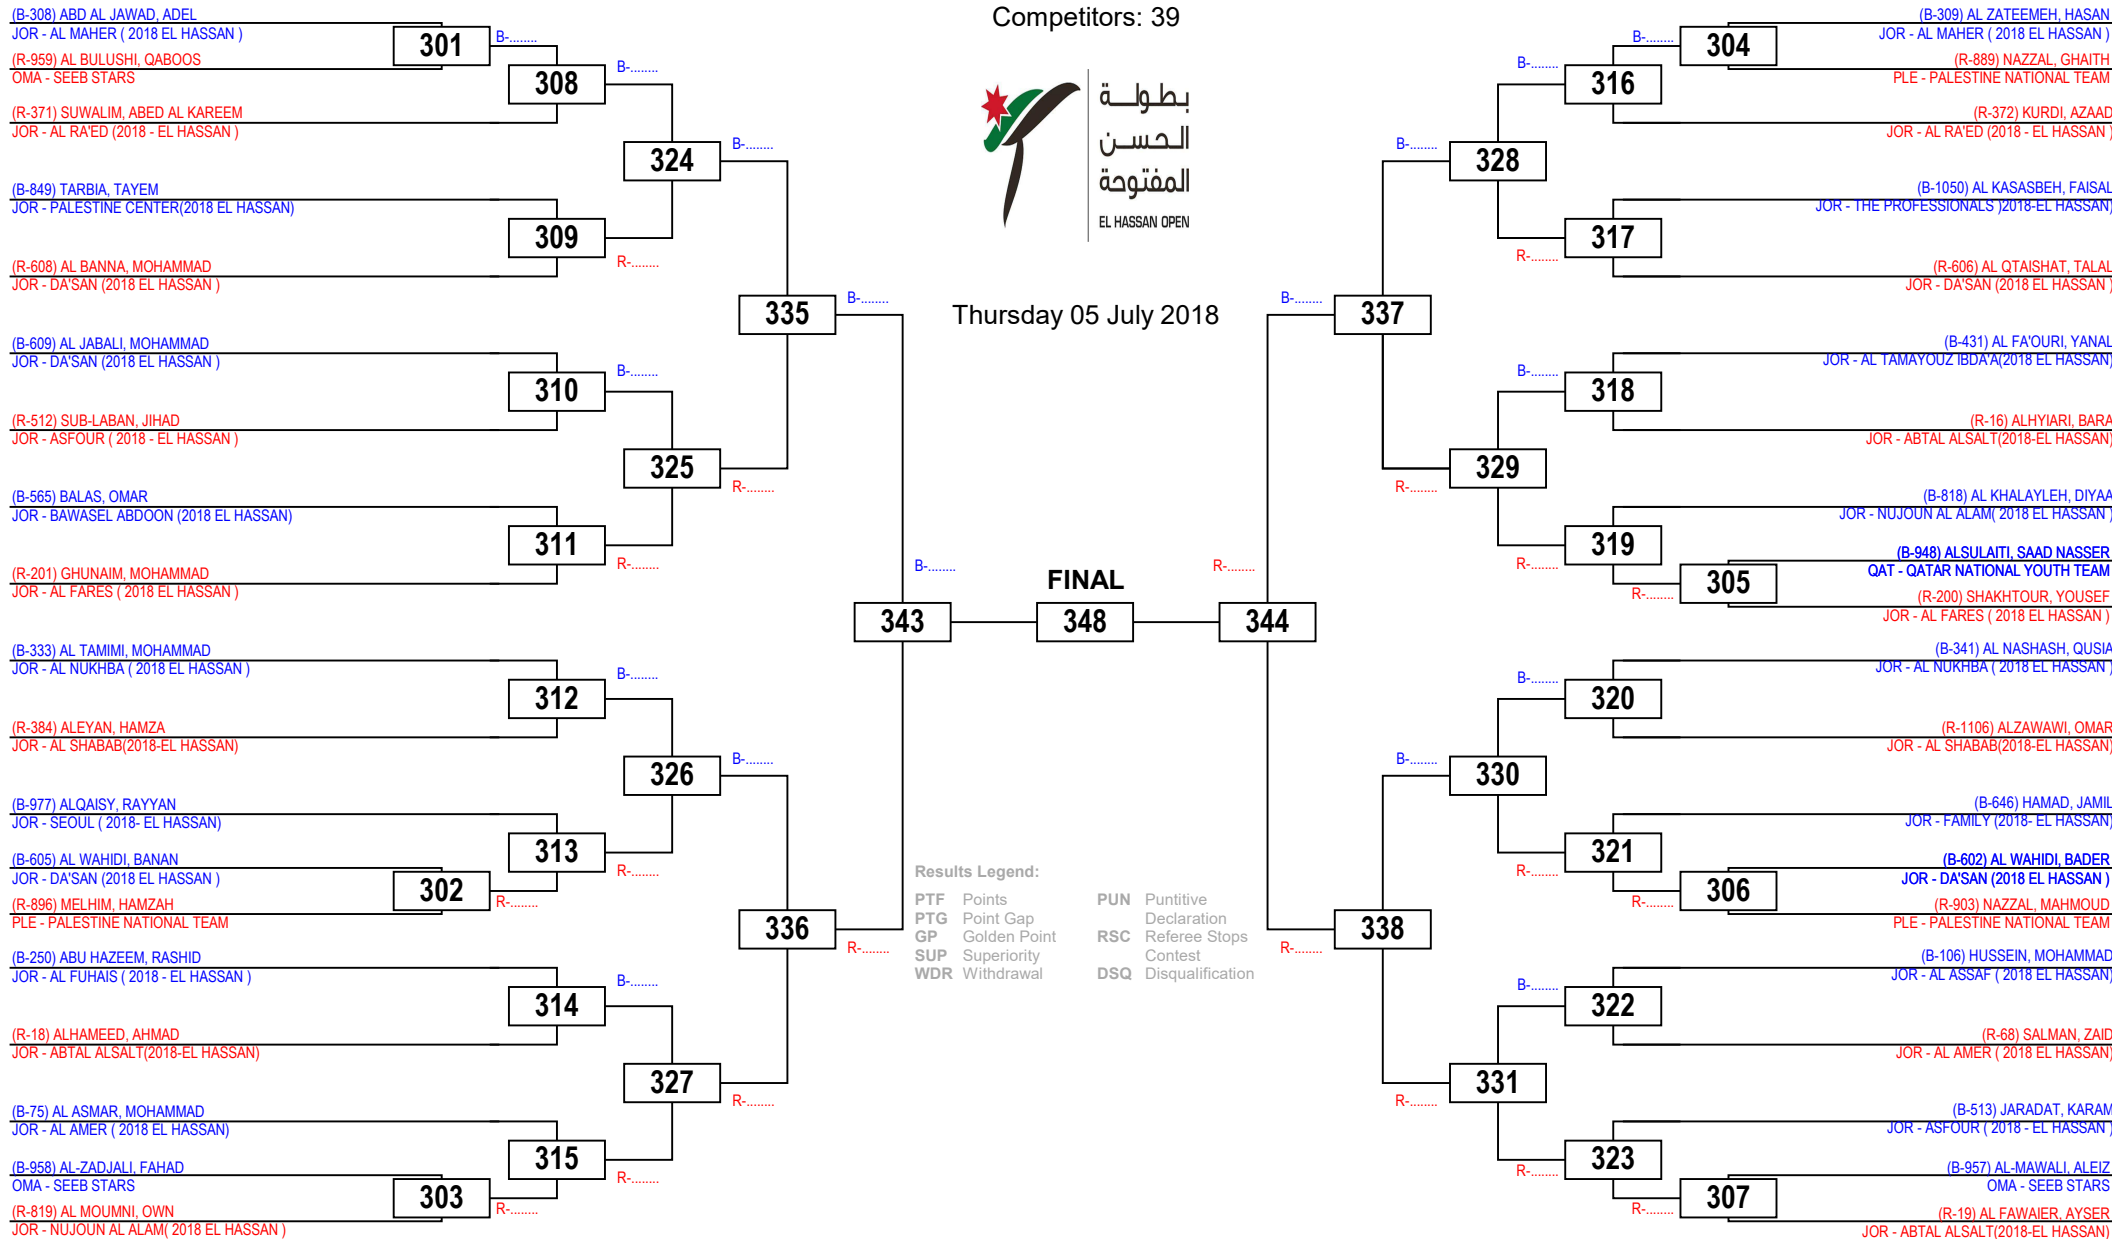 (B-308) ABD AL JAWAD, ADEL
JOR - AL MAHER ( 2018 EL HASSAN )
301
B-........
(R-959) AL BULUSHI, QABOOS
OMA - SEEB STARS
308
B-........
(R-371) SUWALIM, ABED AL KAREEM
JOR - AL RA'ED (2018 - EL HASSAN )
324
B-........
(B-849) TARBIA, TAYEM
JOR - PALESTINE CENTER(2018 EL HASSAN)
309
R-........
(R-608) AL BANNA, MOHAMMAD
JOR - DA'SAN (2018 EL HASSAN )
335
B-........
(B-609) AL JABALI, MOHAMMAD
JOR - DA'SAN (2018 EL HASSAN )
310
B-........
(R-512) SUB-LABAN, JIHAD
JOR - ASFOUR ( 2018 - EL HASSAN )
325
R-........
(B-565) BALAS, OMAR
JOR - BAWASEL ABDOON (2018 EL HASSAN)
311
R-........
(R-201) GHUNAIM, MOHAMMAD
JOR - AL FARES ( 2018 EL HASSAN )
343
B-........
(B-333) AL TAMIMI, MOHAMMAD
JOR - AL NUKHBA ( 2018 EL HASSAN )
312
B-........
(R-384) ALEYAN, HAMZA
JOR - AL SHABAB(2018-EL HASSAN)
326
B-........
(B-977) ALQAISY, RAYYAN
JOR - SEOUL ( 2018- EL HASSAN)
313
R-........
(B-605) AL WAHIDI, BANAN
JOR - DA'SAN (2018 EL HASSAN )
302
R-........
(R-896) MELHIM, HAMZAH
PLE - PALESTINE NATIONAL TEAM
336
R-........
(B-250) ABU HAZEEM, RASHID
JOR - AL FUHAIS ( 2018 - EL HASSAN )
314
B-........
(R-18) ALHAMEED, AHMAD
JOR - ABTAL ALSALT(2018-EL HASSAN)
327
R-........
(B-75) AL ASMAR, MOHAMMAD
JOR - AL AMER ( 2018 EL HASSAN)
315
R-........
(B-958) AL-ZADJALI, FAHAD
OMA - SEEB STARS
303
R-........
(R-819) AL MOUMNI, OWN
JOR - NUJOUN AL ALAM( 2018 EL HASSAN )
Competitors: 39
بطولة
الحسن
المفتوحة
EL HASSAN OPEN
Thursday 05 July 2018
FINAL
348
Results Legend:
PTF Points
PTG Point Gap
GP Golden Point
SUP Superiority
WDR Withdrawal
PUN Puntitive
Declaration
RSC Referee Stops
Contest
DSQ Disqualification
(B-309) AL ZATEEMEH, HASAN
JOR - AL MAHER ( 2018 EL HASSAN )
304
B-........
(R-889) NAZZAL, GHAITH
PLE - PALESTINE NATIONAL TEAM
316
B-........
(R-372) KURDI, AZAAD
JOR - AL RA'ED (2018 - EL HASSAN )
328
B-........
(B-1050) AL KASASBEH, FAISAL
JOR - THE PROFESSIONALS )2018-EL HASSAN)
317
R-........
(R-606) AL QTAISHAT, TALAL
JOR - DA'SAN (2018 EL HASSAN )
337
B-........
(B-431) AL FA'OURI, YANAL
JOR - AL TAMAYOUZ IBDA'A(2018 EL HASSAN)
318
B-........
(R-16) ALHYIARI, BARA
JOR - ABTAL ALSALT(2018-EL HASSAN)
329
R-........
(B-818) AL KHALAYLEH, DIYAA
JOR - NUJOUN AL ALAM( 2018 EL HASSAN )
319
R-........
(B-948) ALSULAITI, SAAD NASSER
QAT - QATAR NATIONAL YOUTH TEAM
305
R-........
(R-200) SHAKHTOUR, YOUSEF
JOR - AL FARES ( 2018 EL HASSAN )
344
R-........
(B-341) AL NASHASH, QUSIA
JOR - AL NUKHBA ( 2018 EL HASSAN )
320
B-........
(R-1106) ALZAWAWI, OMAR
JOR - AL SHABAB(2018-EL HASSAN)
330
B-........
(B-646) HAMAD, JAMIL
JOR - FAMILY (2018- EL HASSAN)
321
R-........
(B-602) AL WAHIDI, BADER
JOR - DA'SAN (2018 EL HASSAN )
306
R-........
(R-903) NAZZAL, MAHMOUD
PLE - PALESTINE NATIONAL TEAM
338
R-........
(B-106) HUSSEIN, MOHAMMAD
JOR - AL ASSAF ( 2018 EL HASSAN)
322
B-........
(R-68) SALMAN, ZAID
JOR - AL AMER ( 2018 EL HASSAN)
331
R-........
(B-513) JARADAT, KARAM
JOR - ASFOUR ( 2018 - EL HASSAN )
323
R-........
(B-957) AL-MAWALI, ALEIZ
OMA - SEEB STARS
307
R-........
(R-19) AL FAWAIER, AYSER
JOR - ABTAL ALSALT(2018-EL HASSAN)